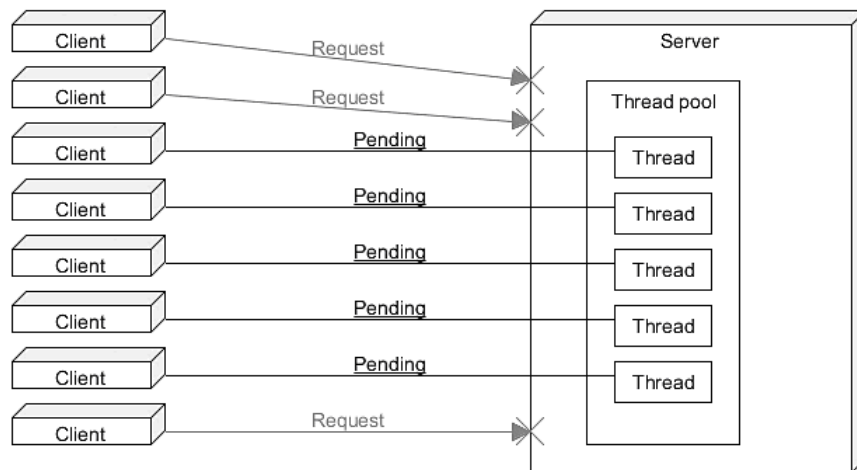 Client
Request
Server
Client
Request
Thread pool
Client
Pending
Thread
Client
Pending
Thread
Client
Pending
Thread
Client
Pending
Thread
Client
Pending
Thread
Client
Request